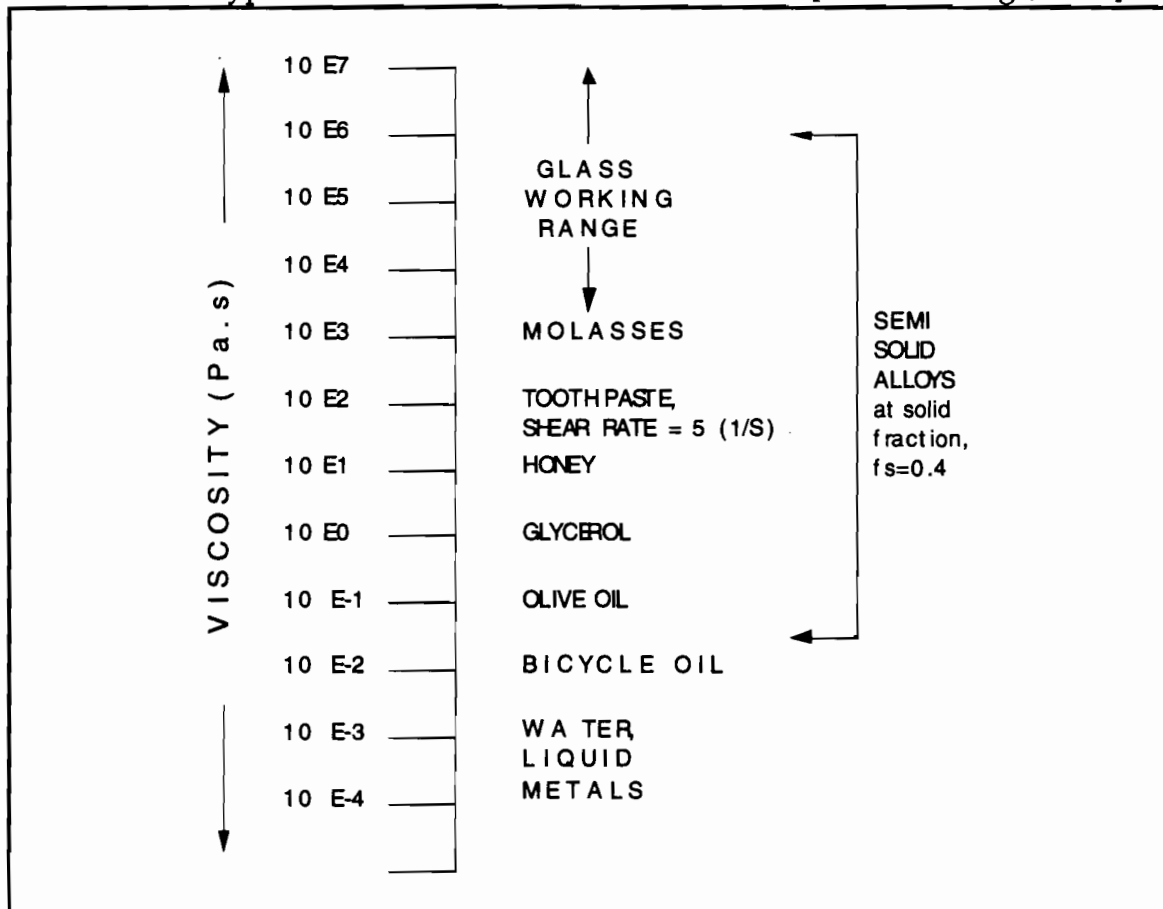 10 E7
10 E6
10 E5
10 E4
10 E3
10 E2
10 E1
10 E0
10 E-1
10 E-2
10 E-3
10 E-4
VISCOSITY (Pa.s)
GLASS
WORKING
RANGE
MOLASSES
TOOTH PASTE,
SHEAR RATE = 5 (1/S)
HONEY
GLYCEROL
OLIVE OIL
BICYCLE OIL
WATER,
LIQUID
METALS
SEMI
SOLID
ALLOYS
at solid
fraction,
fs=0.4